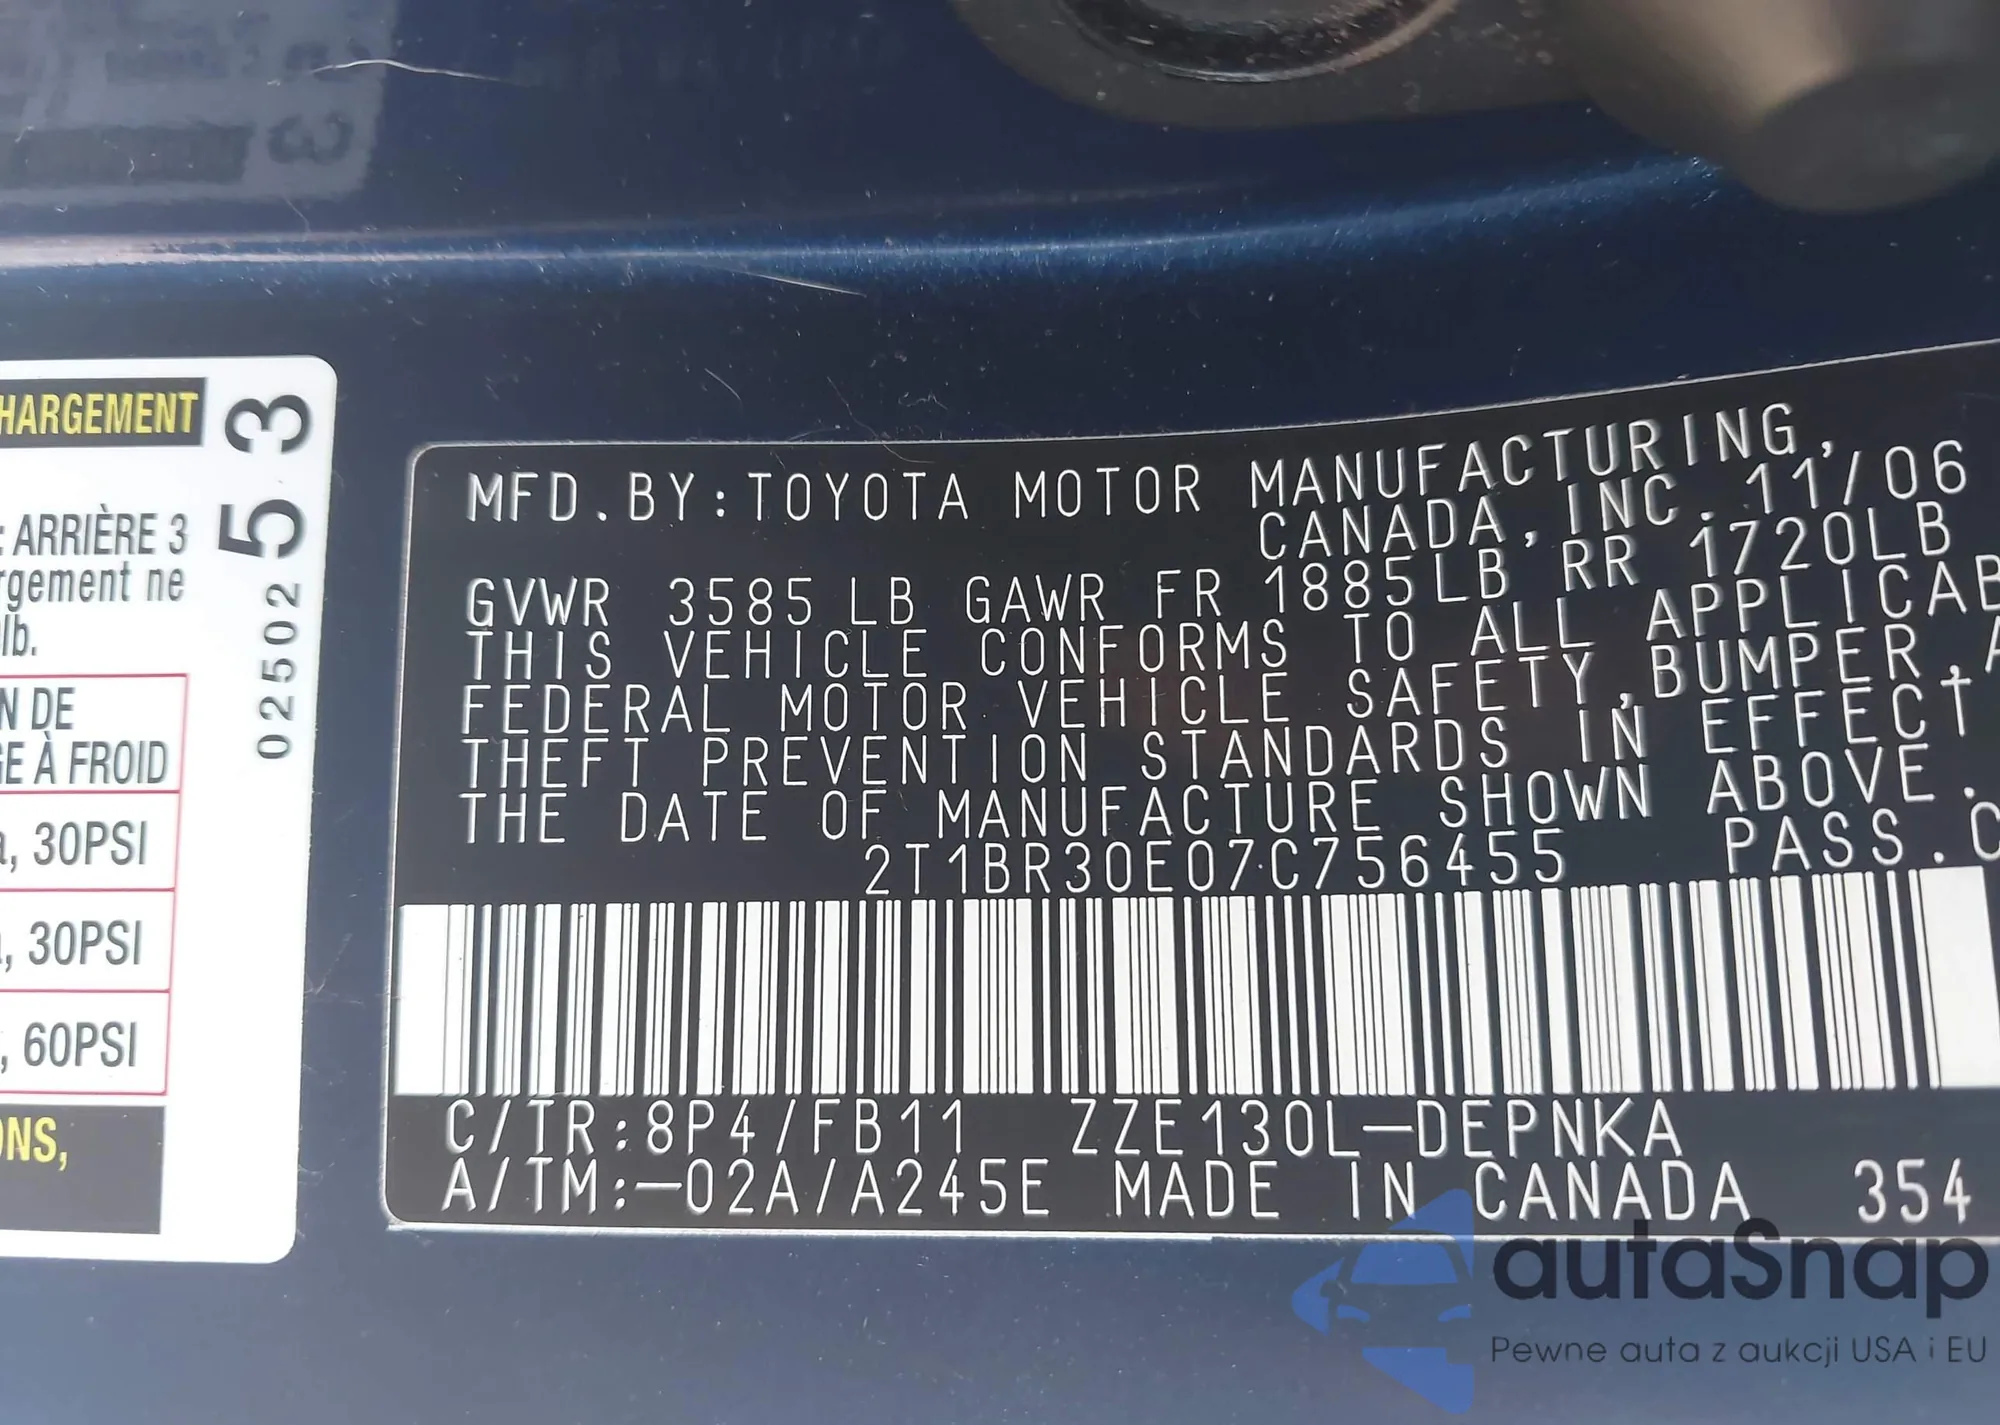 HARGEMENT
: ARRIÈRE 3
rgement ne
lb.
N DE
GE À FROID
a, 30PSI
a, 30PSI
, 60PSI
ONS,
02502 53
MFD.BY:TOYOTA MOTOR MANUFACTURING,
CANADA,INC.11/06
GVWR 3585LB GAWR FR 1885LB RR 1720LB
THIS VEHICLE CONFORMS TO ALL APPLICAB
FEDERAL MOTOR VEHICLE SAFETY,BUMPER,A
THEFT PREVENTION STANDARDS IN EFFECT
THE DATE OF MANUFACTURE SHOWN ABOVE.
2T1BR30E07C756455 PASS.C
C/TR:8P4/FB11 ZZE130L-DEPNKA
A/TM:-02A/A245E MADE IN CANADA 354
autaSnap
Pewne auta z aukcji USA i EU